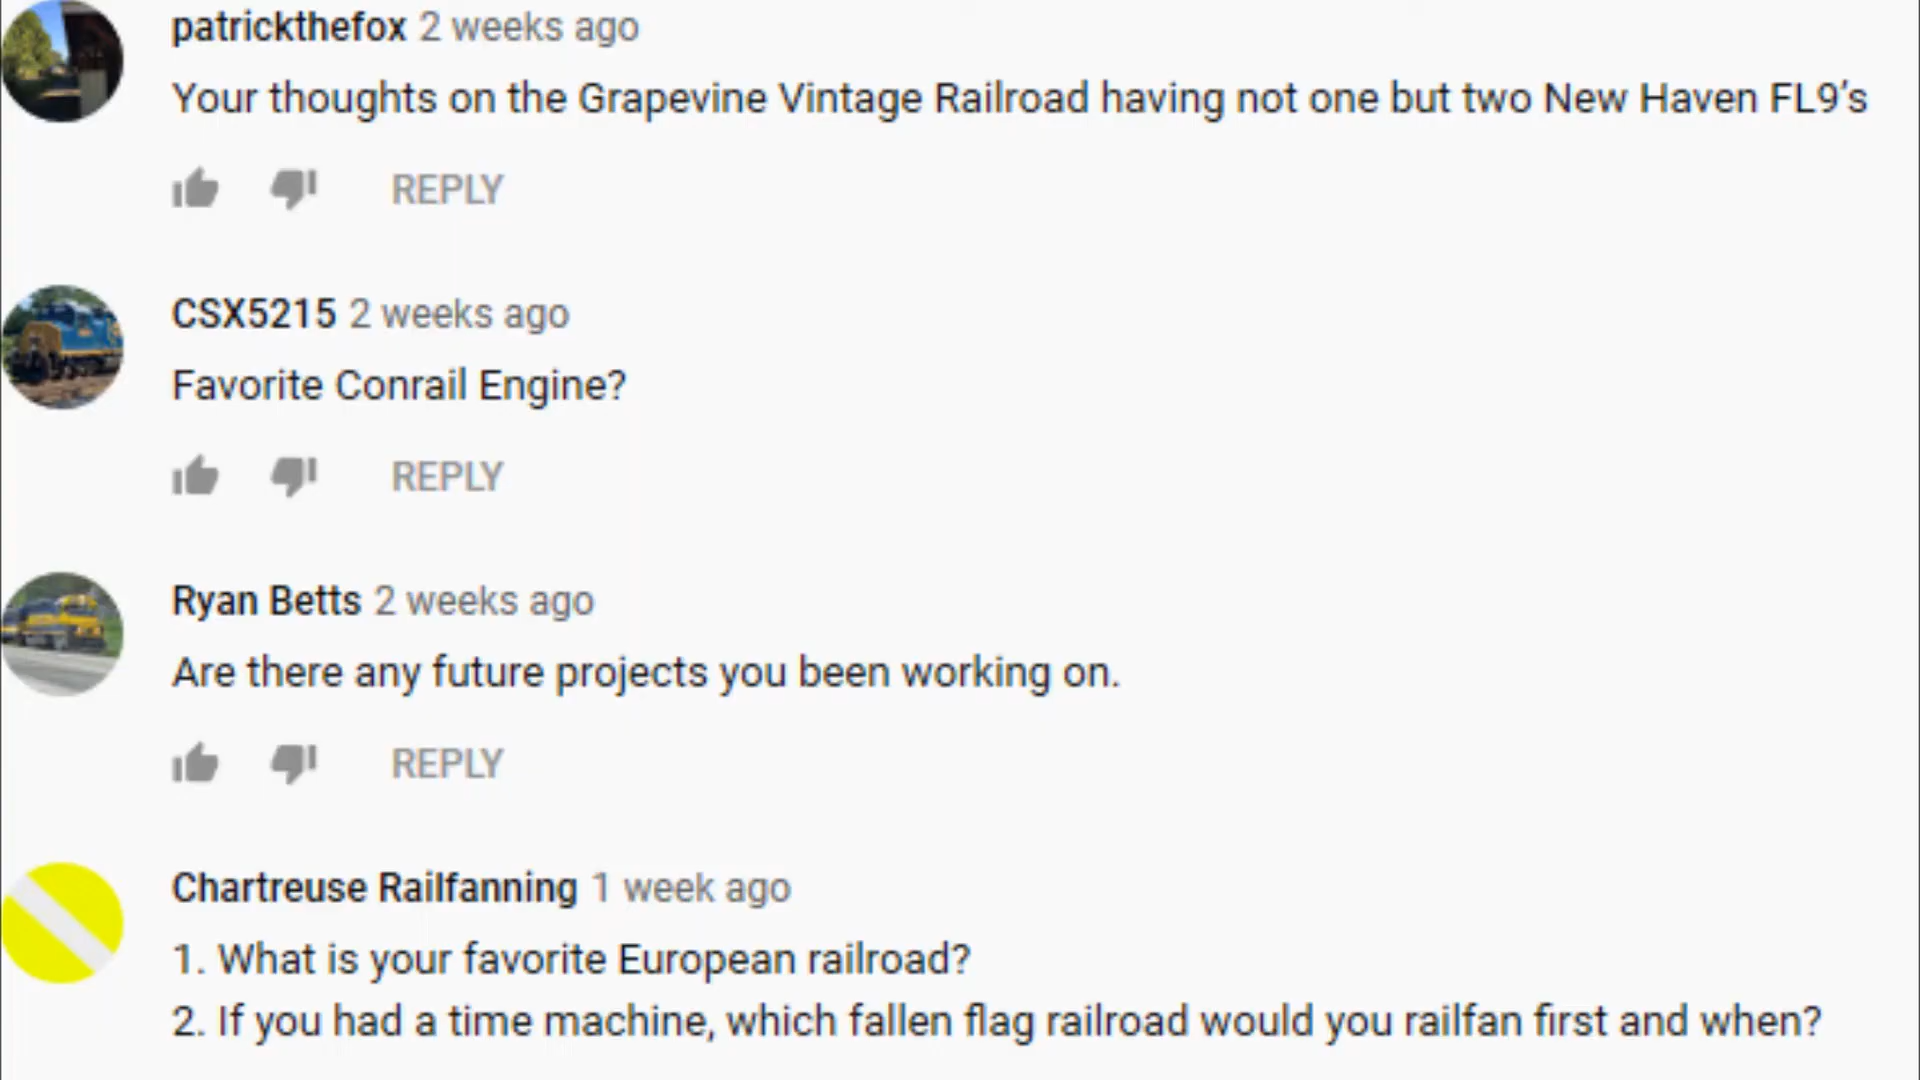 patrickthefox 2 weeks ago
Your thoughts on the Grapevine Vintage Railroad having not one but two New Haven FL9’s
REPLY
CSX5215 2 weeks ago
Favorite Conrail Engine?
REPLY
Ryan Betts 2 weeks ago
Are there any future projects you been working on.
REPLY
Chartreuse Railfanning 1 week ago
1. What is your favorite European railroad?
2. If you had a time machine, which fallen flag railroad would you railfan first and when?